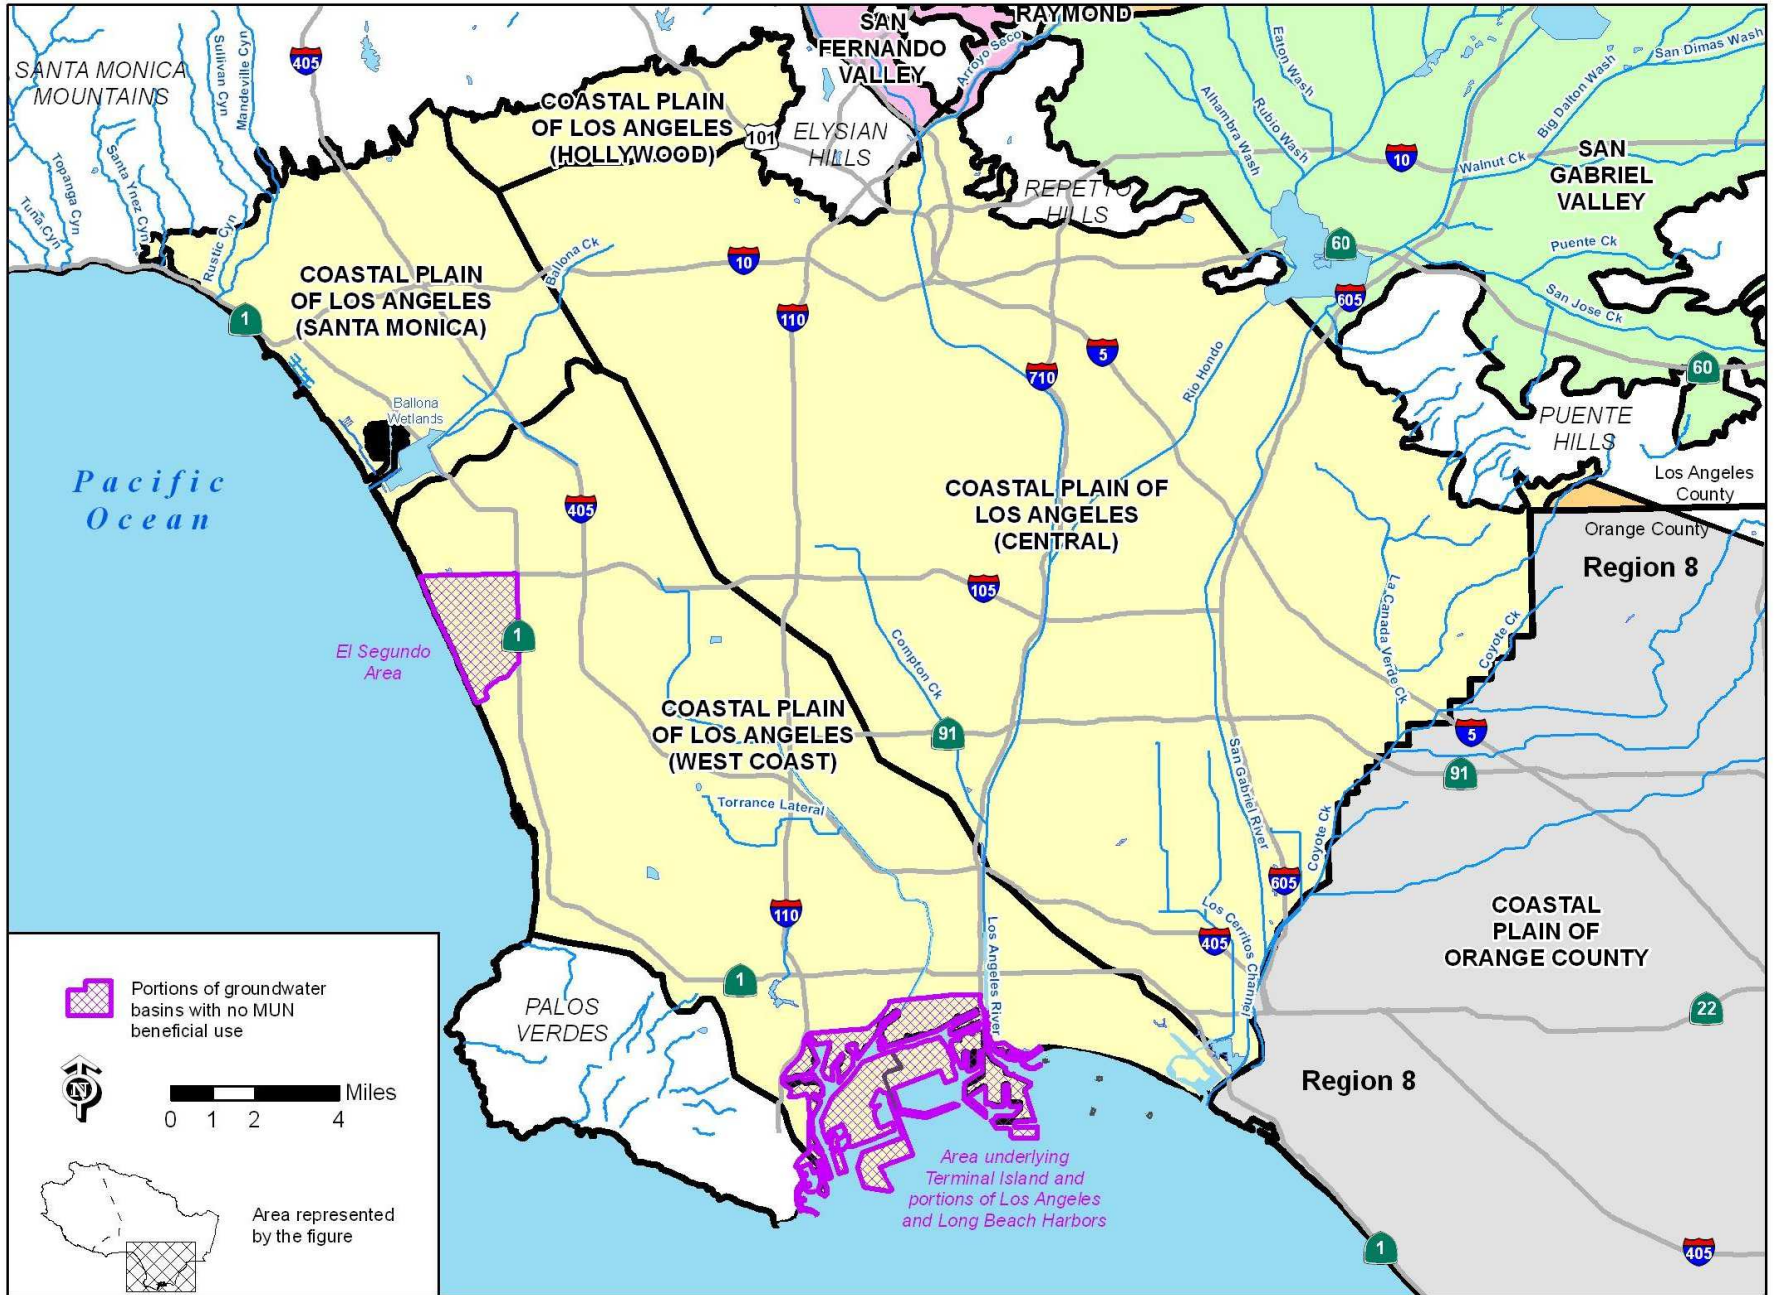 SAN
FERNANDO
VALLEY
RAYMOND
Arroyo Seco
SANTA MONICA
MOUNTAINS
Sullivan Cyn
Mandeville Cyn
405
COASTAL PLAIN
OF LOS ANGELES
(HOLLYWOOD)
101
ELYSIAN
HILLS
Eaton Wash
Rubio Wash
Alhambra Wash
San Dimas Wash
Big Dalton Wash
10
Walnut Ck
SAN
GABRIEL
VALLEY
REPETTO
HILLS
Tuna Cyn
Topanga Cyn
Santa Ynez Cyn
Rustic Cyn
60
Puente Ck
605
San Jose Ck
60
COASTAL PLAIN
OF LOS ANGELES
(SANTA MONICA)
Ballona Ck
10
1
110
5
710
Rio Hondo
Ballona
Wetlands
PUENTE
HILLS
Los Angeles
County
Orange County
Region 8
Pacific
Ocean
405
COASTAL PLAIN OF
LOS ANGELES
(CENTRAL)
105
La Canada Verde Ck
Coyote Ck
El Segundo
Area
1
Compton Ck
COASTAL PLAIN
OF LOS ANGELES
(WEST COAST)
91
San Gabriel River
5
91
Torrance Lateral
Coyote Ck
605
110
Los Cerritos Channel
405
COASTAL
PLAIN OF
ORANGE COUNTY
Los Angeles River
1
22
PALOS
VERDES
Region 8
Area underlying
Terminal Island and
portions of Los Angeles
and Long Beach Harbors
1
405
Portions of groundwater
basins with no MUN
beneficial use
N
Miles
0 1 2 4
Area represented
by the figure